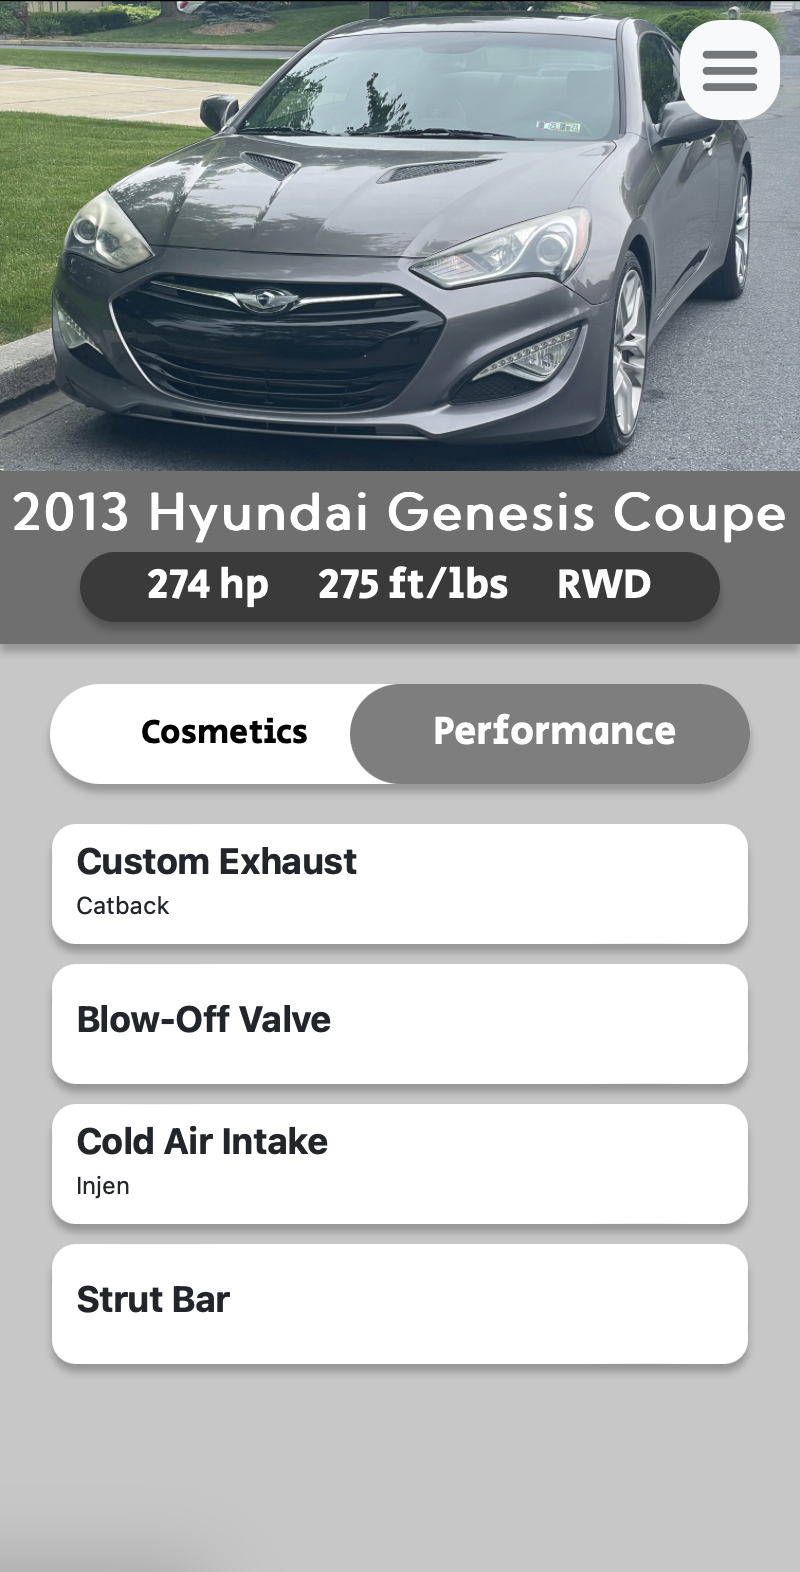 2013 Hyundai Genesis Coupe
274 hp 275 ft/lbs RWD
Cosmetics Performance
Custom Exhaust
Catback
Blow-Off Valve
Cold Air Intake
Injen
Strut Bar